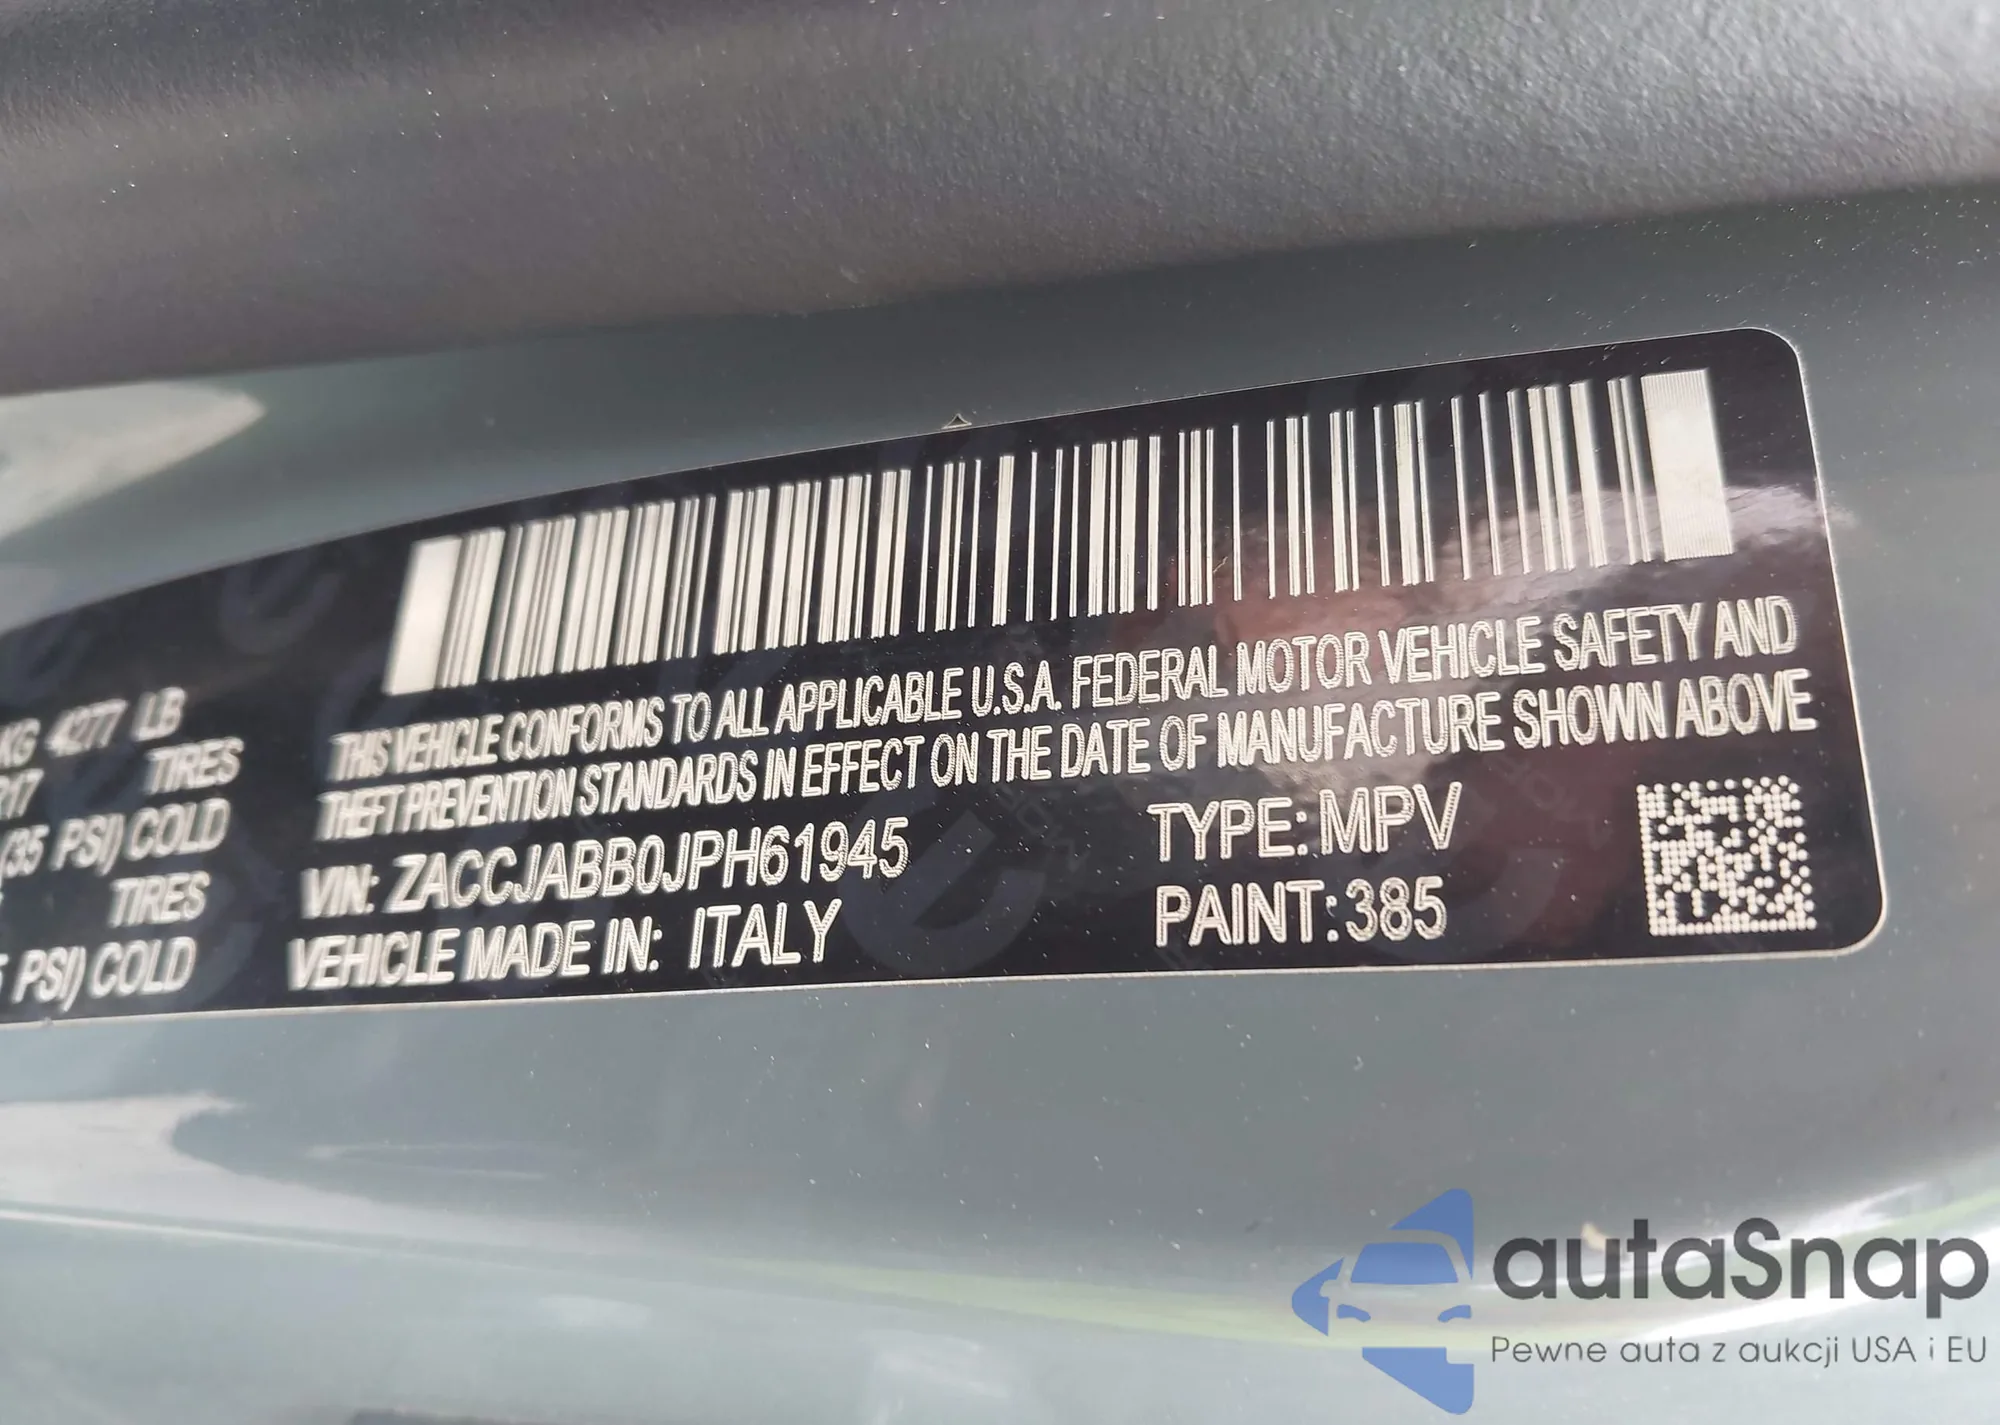 KG 4277 LB
R17 TIRES
(35 PSI) COLD
TIRES
5 PSI) COLD
THIS VEHICLE CONFORMS TO ALL APPLICABLE U.S.A. FEDERAL MOTOR VEHICLE SAFETY AND
THEFT PREVENTION STANDARDS IN EFFECT ON THE DATE OF MANUFACTURE SHOWN ABOVE
VIN: ZACCJABB0JPH61945
TYPE: MPV
VEHICLE MADE IN: ITALY
PAINT: 385
autaSnap
Pewne auta z aukcji USA i EU